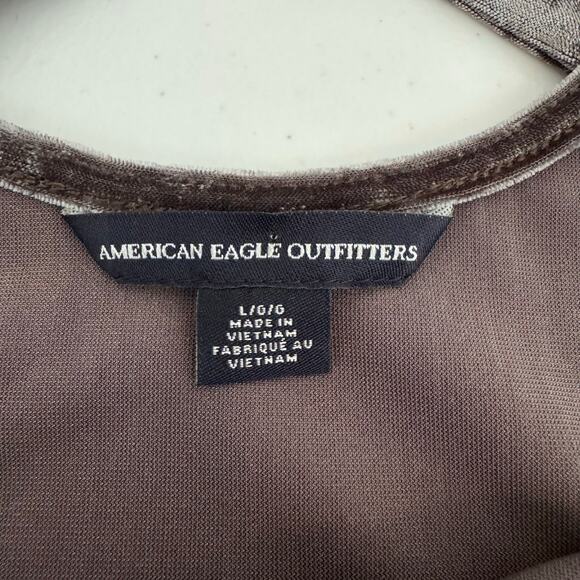 AMERICAN EAGLE OUTFITTERS
L/G/G
MADE IN
VIETNAM
FABRIQUÉ AU
VIETNAM